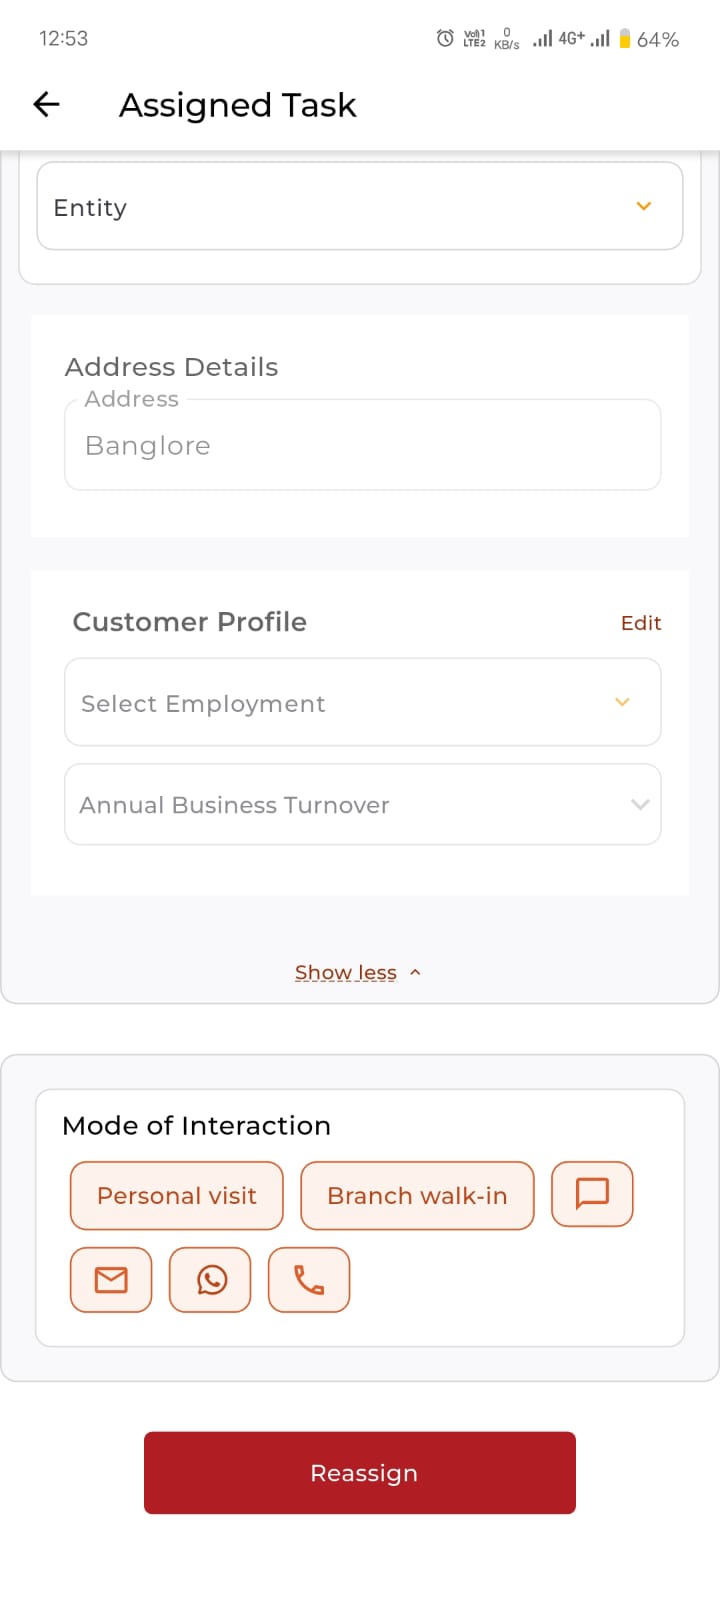 12:53
Vo)) 1 LTE2 0 KB/s 4G+ 64%
Assigned Task
Entity
Address Details
Address
Banglore
Customer Profile Edit
Select Employment
Annual Business Turnover
Show less
Mode of Interaction
Personal visit Branch walk-in
Reassign